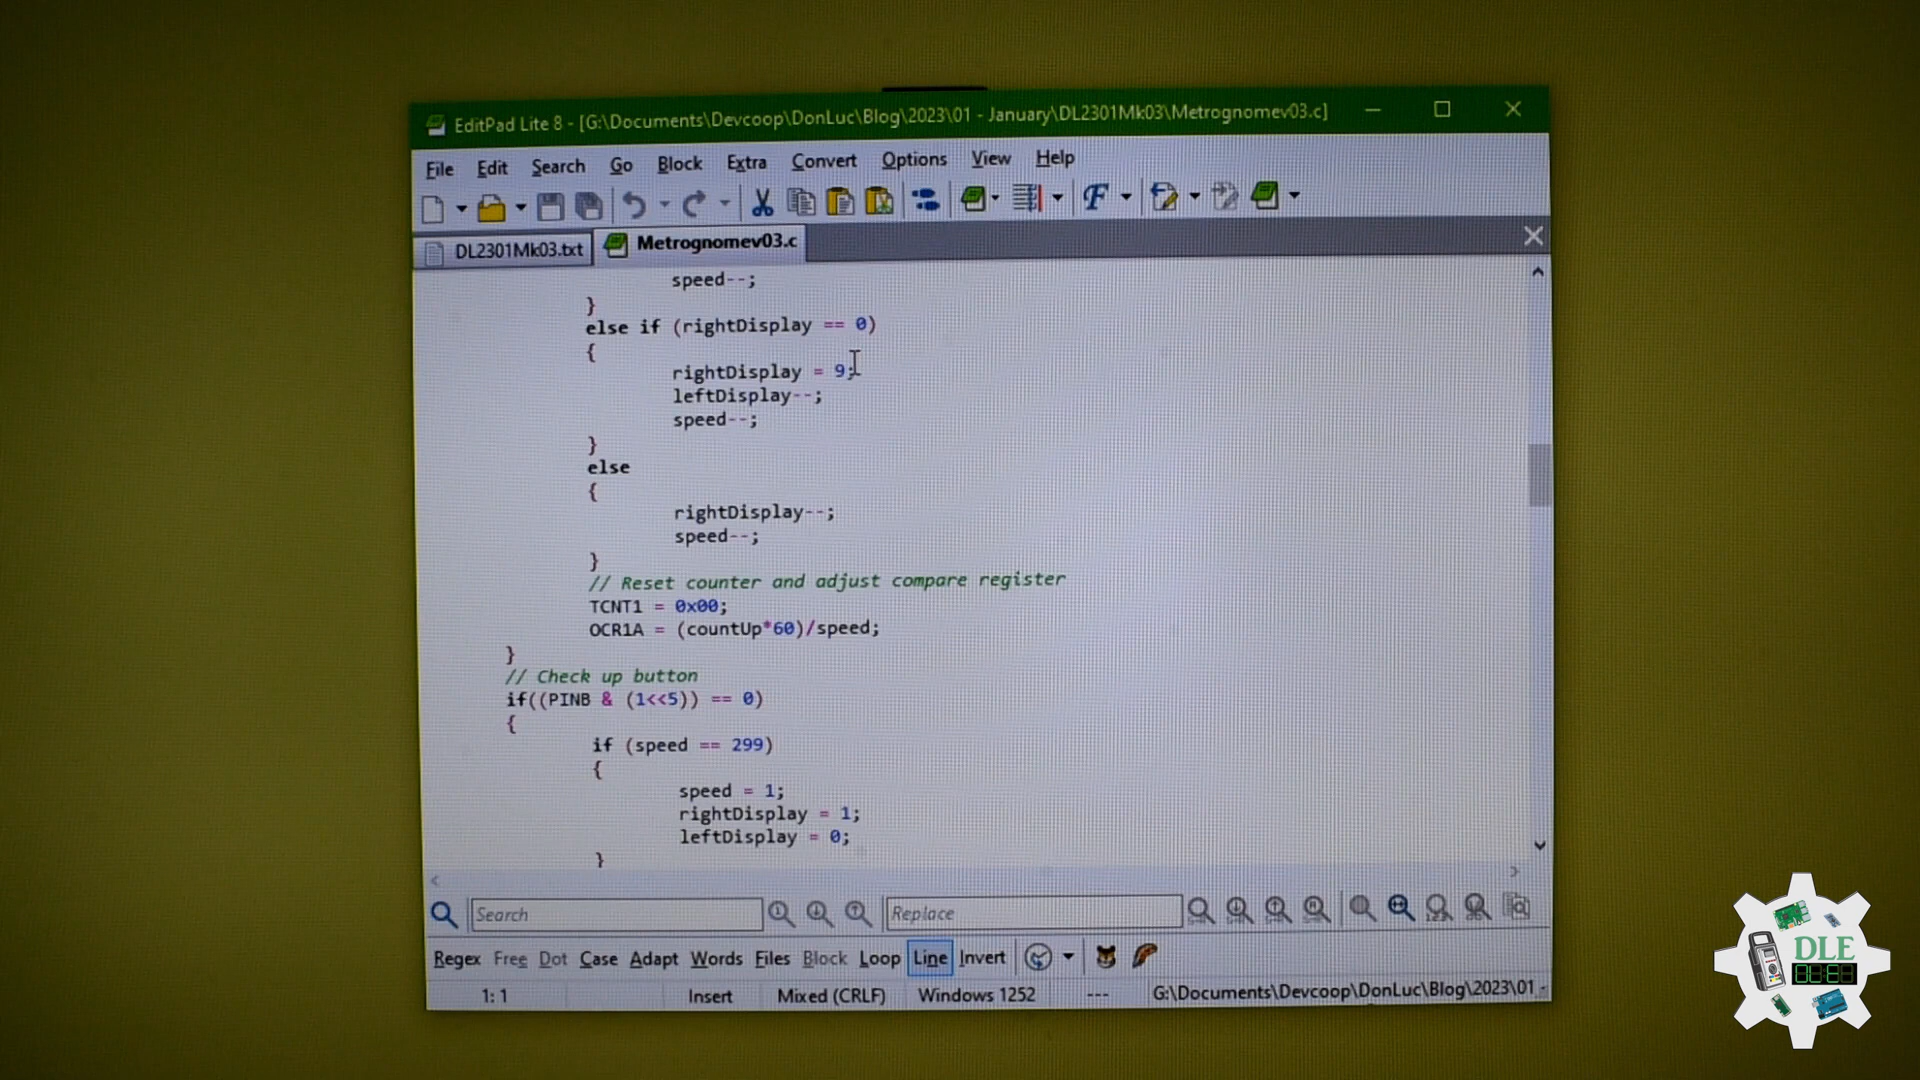 EditPad Lite 8 - [G:\Documents\Devcoop\DonLuc\Blog\2023\01 - January\DL2301Mk03\Metrognomev03.c]
File Edit Search Go Block Extra Convert Options View Help
DL2301Mk03.txt Metrognomev03.c
speed--;
}
else if (rightDisplay == 0)
{
rightDisplay = 9;
leftDisplay--;
speed--;
}
else
{
rightDisplay--;
speed--;
}
// Reset counter and adjust compare register
TCNT1 = 0x00;
OCR1A = (countUp*60)/speed;
}
// Check up button
if((PINB & (1<<5)) == 0)
{
if (speed == 299)
{
speed = 1;
rightDisplay = 1;
leftDisplay = 0;
}
Search Replace
Regex Free Dot Case Adapt Words Files Block Loop Line Invert
1: 1 Insert Mixed (CRLF) Windows 1252 --- G:\Documents\Devcoop\DonLuc\Blog\2023\01 -
DLE